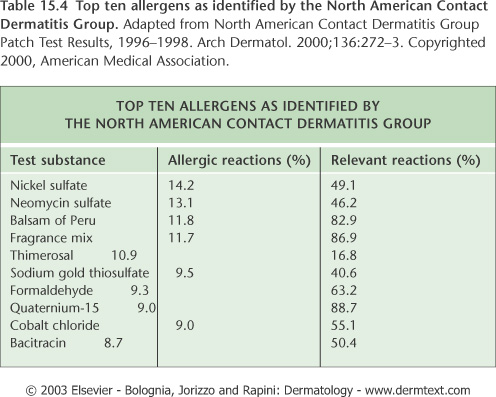 Table 15.4 Top ten allergens as identified by the North American Contact
Dermatitis Group. Adapted from North American Contact Dermatitis Group
Patch Test Results, 1996–1998. Arch Dermatol. 2000;136:272–3. Copyrighted
2000, American Medical Association.
TOP TEN ALLERGENS AS IDENTIFIED BY
THE NORTH AMERICAN CONTACT DERMATITIS GROUP
Test substance Allergic reactions (%) Relevant reactions (%)
Nickel sulfate 14.2 49.1
Neomycin sulfate 13.1 46.2
Balsam of Peru 11.8 82.9
Fragrance mix 11.7 86.9
Thimerosal 10.9 16.8
Sodium gold thiosulfate 9.5 40.6
Formaldehyde 9.3 63.2
Quaternium-15 9.0 88.7
Cobalt chloride 9.0 55.1
Bacitracin 8.7 50.4
© 2003 Elsevier - Bolognia, Jorizzo and Rapini: Dermatology - www.dermtext.com